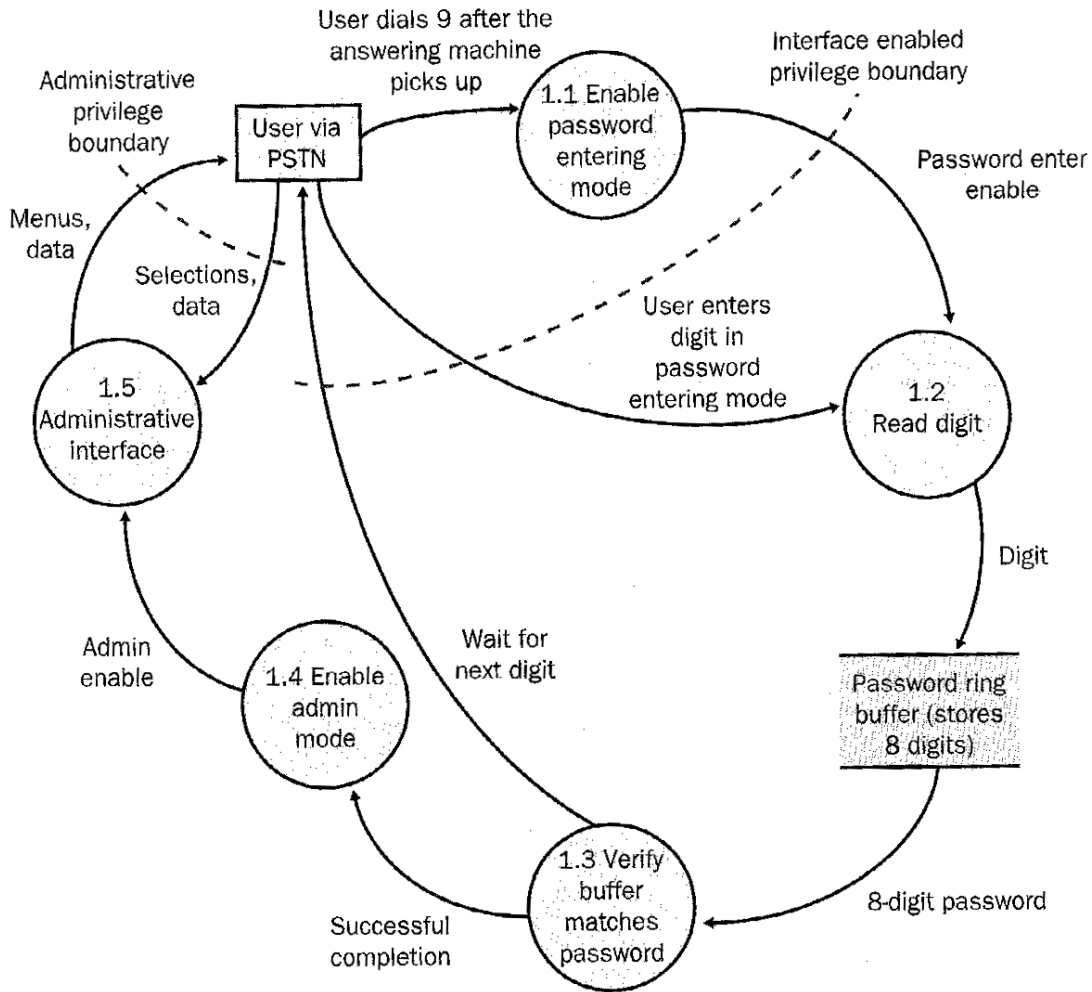 User dials 9 after the
answering machine
picks up
Interface enabled
privilege boundary
Administrative
privilege
boundary
User via
PSTN
1.1 Enable
password
entering
mode
Password enter
enable
Menus,
data
Selections,
data
User enters
digit in
password
entering mode
1.5
Administrative
interface
1.2
Read digit
Digit
Admin
enable
1.4 Enable
admin
mode
Wait for
next digit
Password ring
buffer (stores
8 digits)
1.3 Verify
buffer
matches
password
8-digit password
Successful
completion